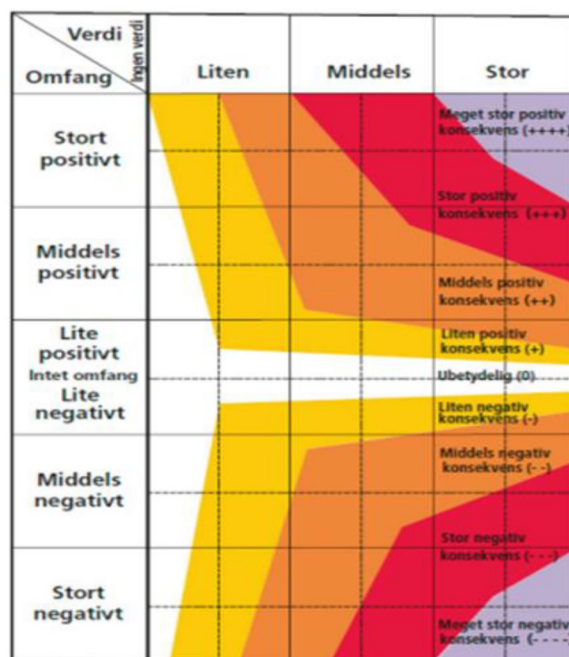 Verdi
Omfang
Ingen verdi
Liten
Middels
Stor
Stort
positivt
Meget stor positiv
konsekvens (++++)
Stor positiv
konsekvens (+++)
Middels
positivt
Middels positiv
konsekvens (++)
Lite
positivt
Liten positiv
konsekvens (+)
Intet omfang
Ubetydelig (0)
Lite
negativt
Liten negativ
konsekvens (-)
Middels
negativt
Middels negativ
konsekvens (- -)
Stor negativ
konsekvens (- - -)
Stort
negativt
Meget stor negativ
konsekvens (- - - -)